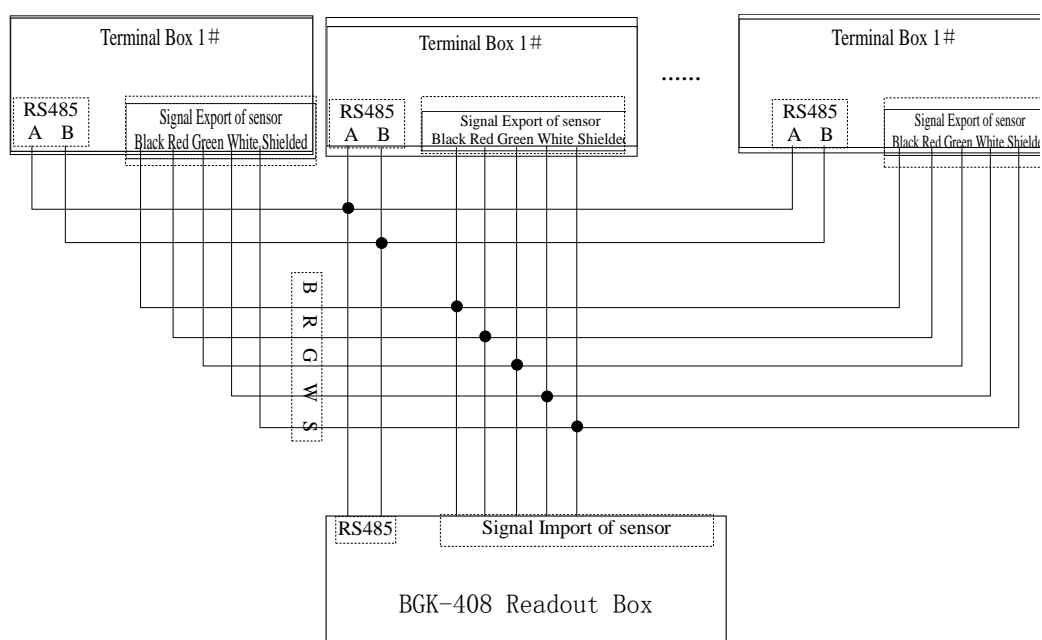 Terminal Box 1#
RS485
A B
Signal Export of sensor
Black Red Green White Shielded
Terminal Box 1#
RS485
A B
Signal Export of sensor
Black Red Green White Shielded
......
Terminal Box 1#
RS485
A B
Signal Export of sensor
Black Red Green White Shielde
B
R
G
W
S
RS485
Signal Import of sensor
BGK-408 Readout Box